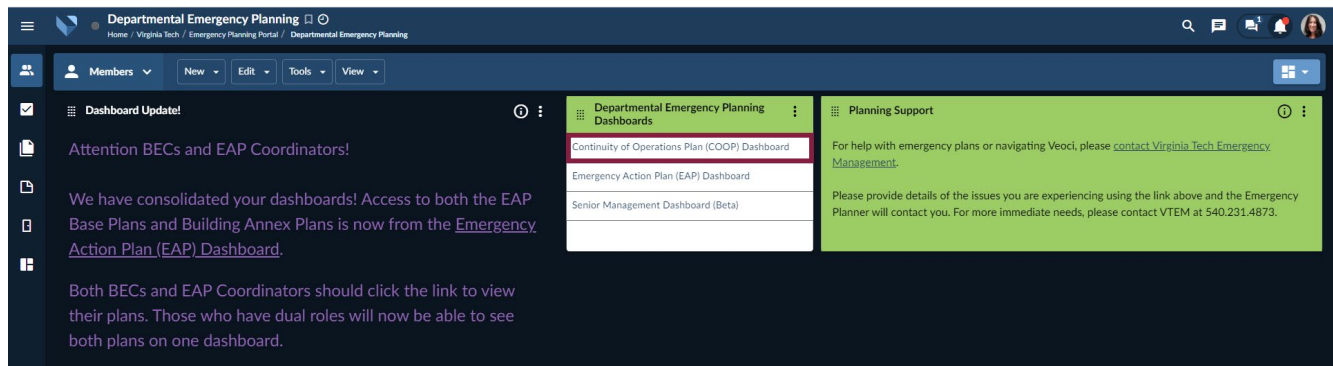 Departmental Emergency Planning
Home / Virginia Tech / Emergency Planning Portal / Departmental Emergency Planning
1
Members
New
Edit
Tools
View
Dashboard Update!
Attention BECs and EAP Coordinators!
We have consolidated your dashboards! Access to both the EAP
Base Plans and Building Annex Plans is now from the Emergency
Action Plan (EAP) Dashboard.
Both BECs and EAP Coordinators should click the link to view
their plans. Those who have dual roles will now be able to see
both plans on one dashboard.
Departmental Emergency Planning
Dashboards
Continuity of Operations Plan (COOP) Dashboard
Emergency Action Plan (EAP) Dashboard
Senior Management Dashboard (Beta)
Planning Support
For help with emergency plans or navigating Veoci, please contact Virginia Tech Emergency
Management.
Please provide details of the issues you are experiencing using the link above and the Emergency
Planner will contact you. For more immediate needs, please contact VTEM at 540.231.4873.